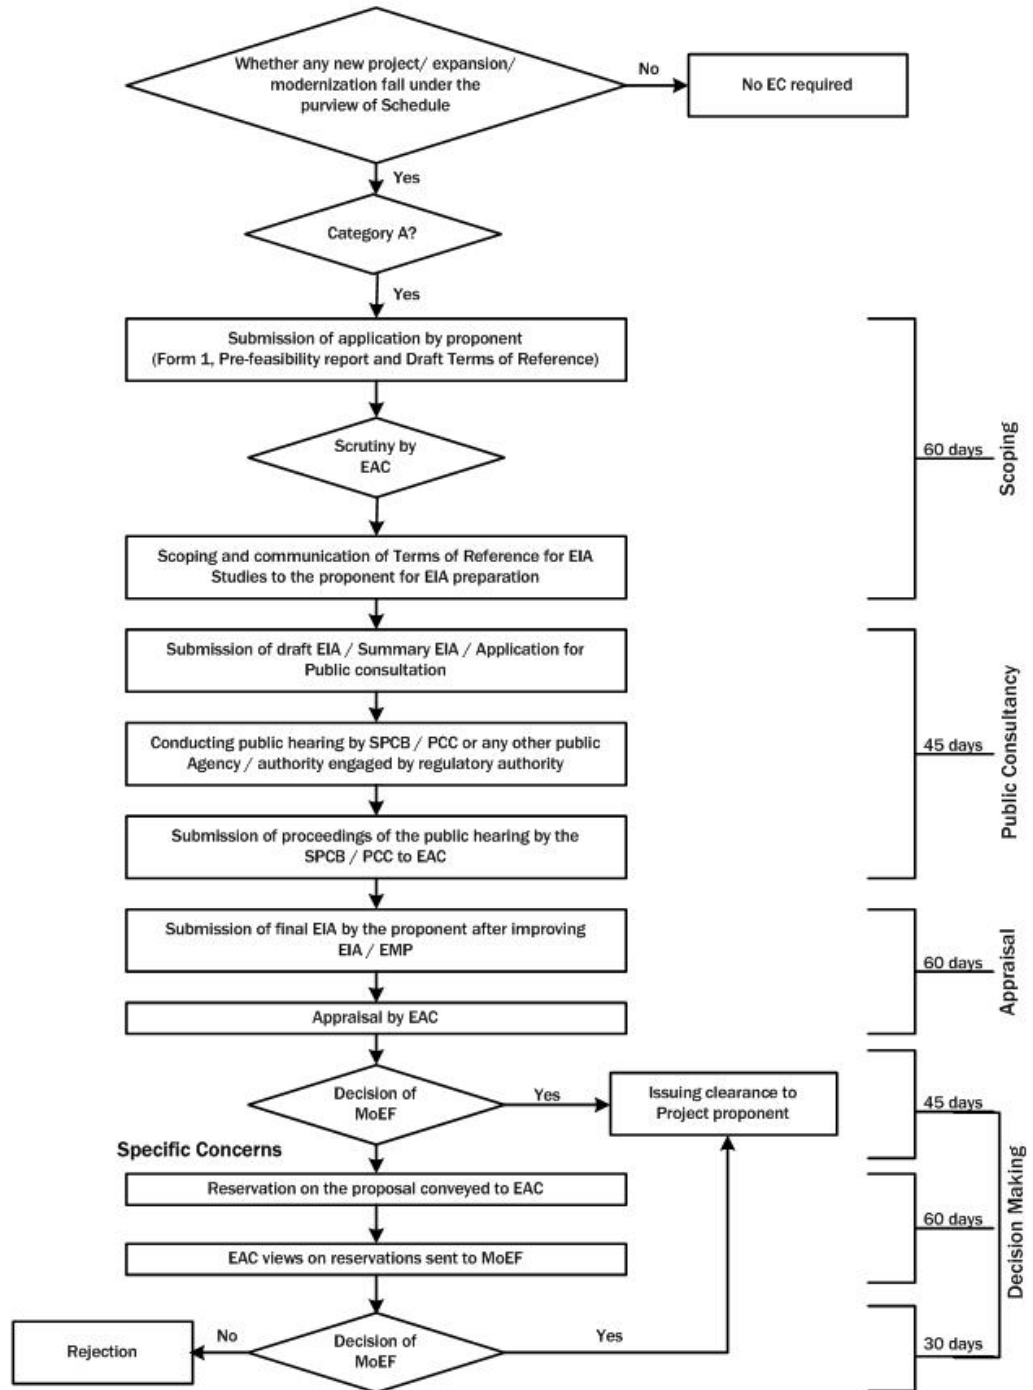 Whether any new project/ expansion/
modernization fall under the
purview of Schedule
No
No EC required
Yes
Category A?
Yes
Submission of application by proponent
(Form 1, Pre-feasibility report and Draft Terms of Reference)
Scrutiny by
EAC
60 days
Scoping
Scoping and communication of Terms of Reference for EIA
Studies to the proponent for EIA preparation
Submission of draft EIA / Summary EIA / Application for
Public consultation
Conducting public hearing by SPCB / PCC or any other public
Agency / authority engaged by regulatory authority
45 days
Public Consultancy
Submission of proceedings of the public hearing by the
SPCB / PCC to EAC
Submission of final EIA by the proponent after improving
EIA / EMP
60 days
Appraisal
Appraisal by EAC
Decision of
MoEF
Yes
Issuing clearance to
Project proponent
45 days
Specific Concerns
Reservation on the proposal conveyed to EAC
60 days
Decision Making
EAC views on reservations sent to MoEF
Decision of
MoEF
No
Rejection
Yes
30 days